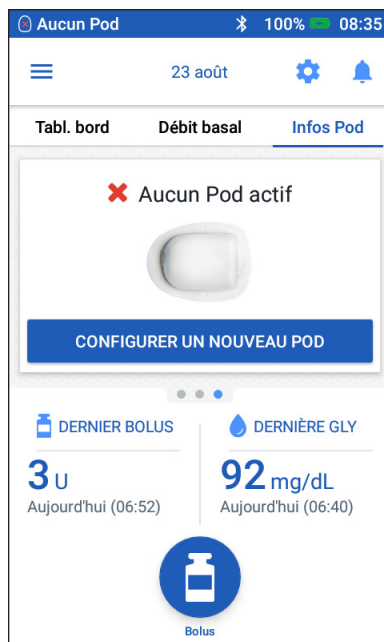 Aucun Pod 100% 08:35
23 août
Tabl. bord Débit basal Infos Pod
Aucun Pod actif
CONFIGURER UN NOUVEAU POD
DERNIER BOLUS DERNIÈRE GLY
3 U 92 mg/dL
Aujourd'hui (06:52) Aujourd'hui (06:40)
Bolus